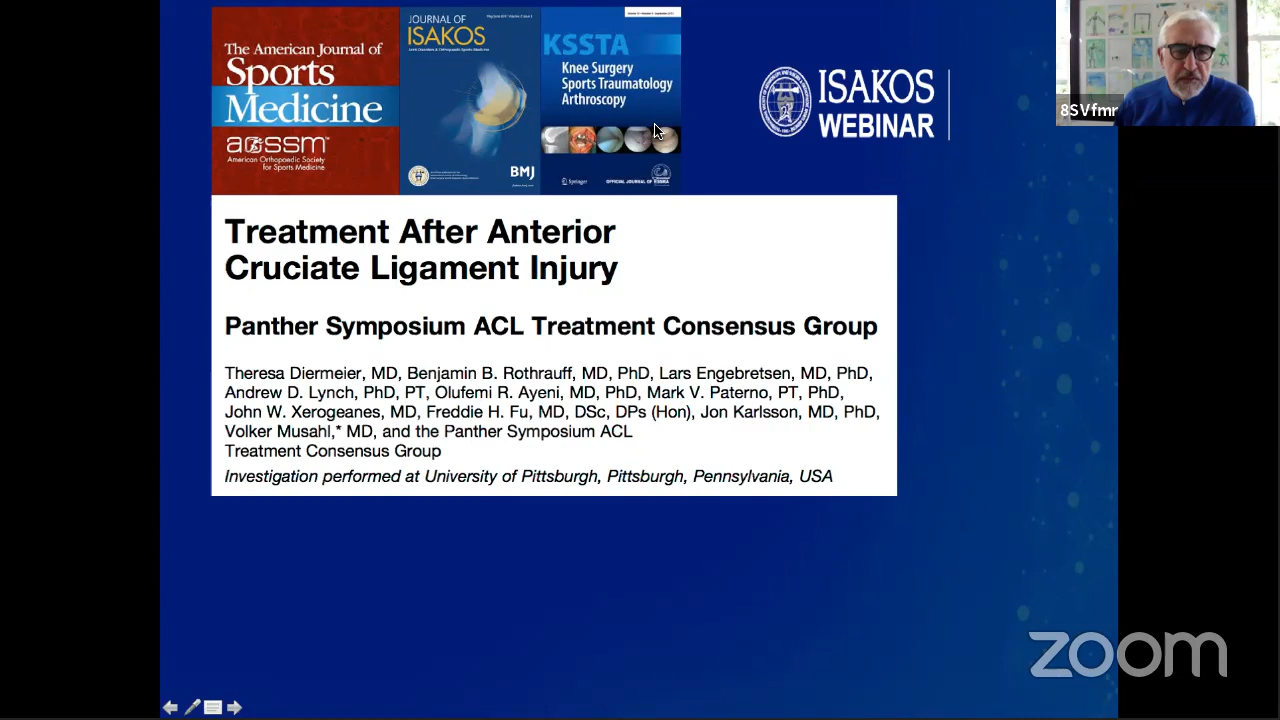 The American Journal of
Sports
Medicine
aossm
American Orthopaedic Society
for Sports Medicine
JOURNAL OF
ISAKOS
BMJ
KSSTA
Knee Surgery
Sports Traumatology
Arthroscopy
Springer
OFFICIAL JOURNAL OF ESSKA
ISAKOS
WEBINAR
8SVfmr
Treatment After Anterior
Cruciate Ligament Injury
Panther Symposium ACL Treatment Consensus Group
Theresa Diermeier, MD, Benjamin B. Rothrauff, MD, PhD, Lars Engebretsen, MD, PhD,
Andrew D. Lynch, PhD, PT, Olufemi R. Ayeni, MD, PhD, Mark V. Paterno, PT, PhD,
John W. Xerogeanes, MD, Freddie H. Fu, MD, DSc, DPs (Hon), Jon Karlsson, MD, PhD,
Volker Musahl,* MD, and the Panther Symposium ACL
Treatment Consensus Group
Investigation performed at University of Pittsburgh, Pittsburgh, Pennsylvania, USA
zoom